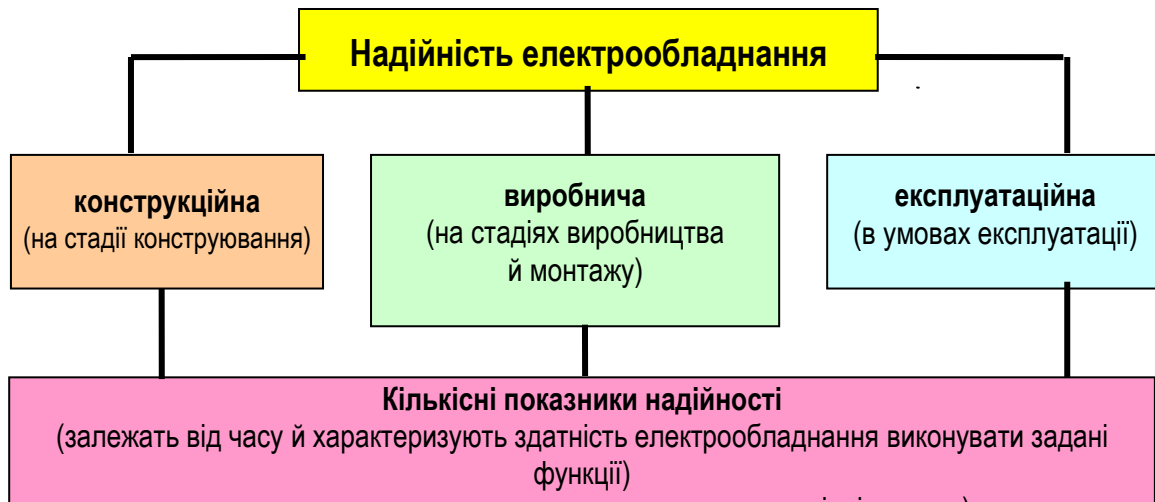 Надійність електрообладнання
конструкційна
(на стадії конструювання)
виробнича
(на стадіях виробництва
й монтажу)
експлуатаційна
(в умовах експлуатації)
Кількісні показники надійності
(залежать від часу й характеризують здатність електрообладнання виконувати задані
функції)